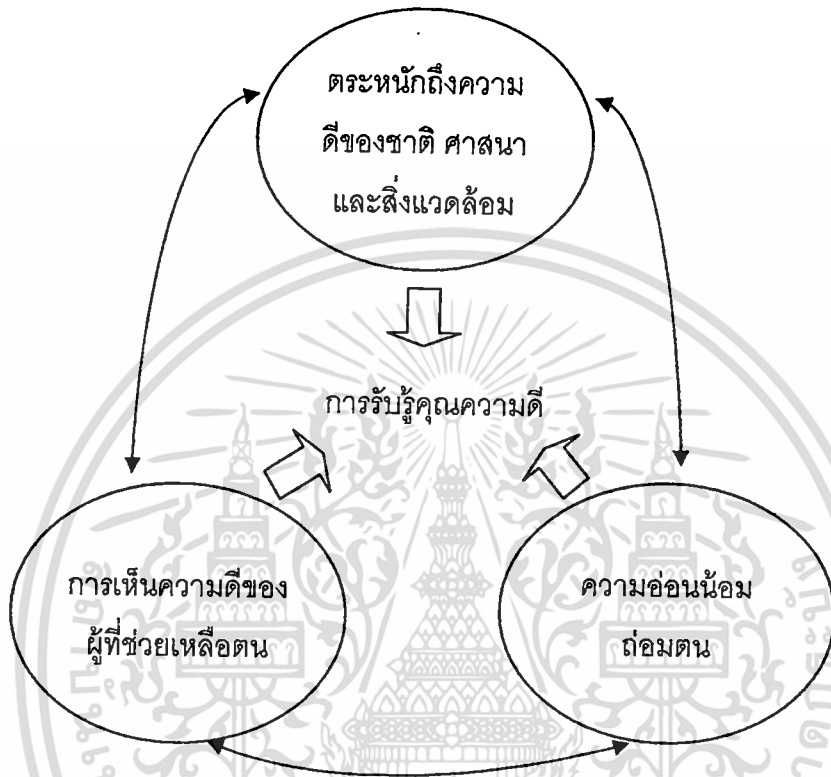 ตระหนักถึงความ
ดีของชาติ ศาสนา
และสิ่งแวดล้อม
การรับรู้คุณความดี
การเห็นความดีของ
ผู้ที่ช่วยเหลือตน
ความอ่อนน้อม
ถ่อมตน